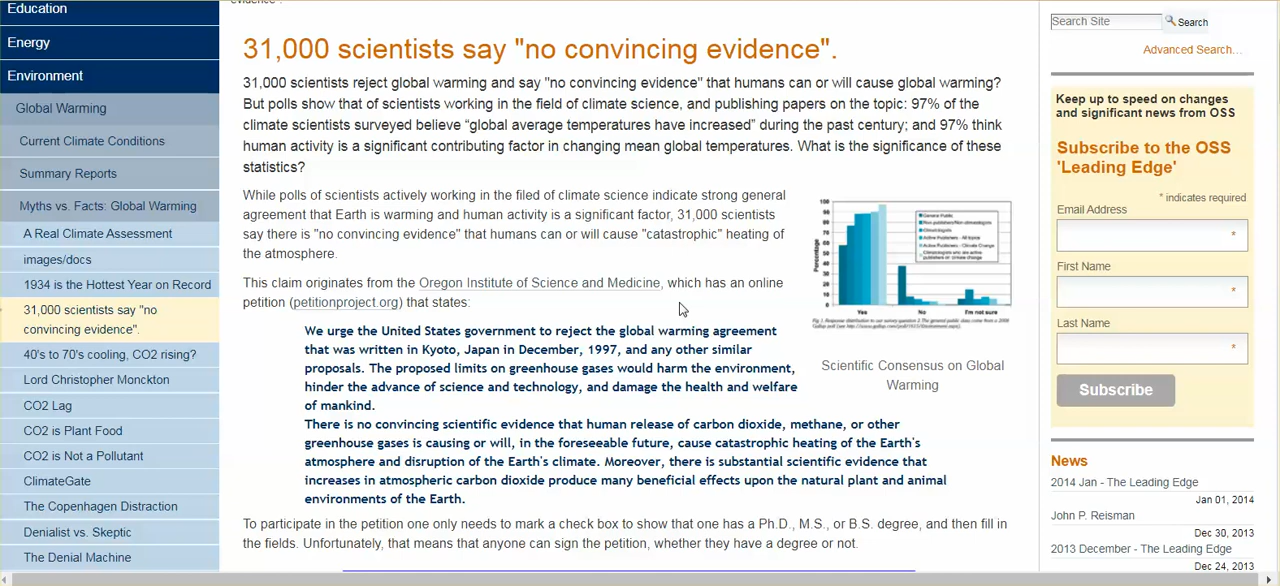 Education
Energy
Environment
Global Warming
Current Climate Conditions
Summary Reports
Myths vs. Facts: Global Warming
A Real Climate Assessment
images/docs
1934 is the Hottest Year on Record
31,000 scientists say "no
convincing evidence".
40's to 70's cooling, CO2 rising?
Lord Christopher Monckton
CO2 Lag
CO2 is Plant Food
CO2 is Not a Pollutant
ClimateGate
The Copenhagen Distraction
Denialist vs. Skeptic
The Denial Machine
31,000 scientists say "no convincing evidence".
31,000 scientists reject global warming and say "no convincing evidence" that humans can or will cause global warming?
But polls show that of scientists working in the field of climate science, and publishing papers on the topic: 97% of the
climate scientists surveyed believe “global average temperatures have increased” during the past century; and 97% think
human activity is a significant contributing factor in changing mean global temperatures. What is the significance of these
statistics?
While polls of scientists actively working in the filed of climate science indicate strong general
agreement that Earth is warming and human activity is a significant factor, 31,000 scientists
say there is "no convincing evidence" that humans can or will cause "catastrophic" heating of
the atmosphere.
This claim originates from the Oregon Institute of Science and Medicine, which has an online
petition (petitionproject.org) that states:
We urge the United States government to reject the global warming agreement
that was written in Kyoto, Japan in December, 1997, and any other similar
proposals. The proposed limits on greenhouse gases would harm the environment,
hinder the advance of science and technology, and damage the health and welfare
of mankind.
There is no convincing scientific evidence that human release of carbon dioxide, methane, or other
greenhouse gases is causing or will, in the foreseeable future, cause catastrophic heating of the Earth's
atmosphere and disruption of the Earth's climate. Moreover, there is substantial scientific evidence that
increases in atmospheric carbon dioxide produce many beneficial effects upon the natural plant and animal
environments of the Earth.
To participate in the petition one only needs to mark a check box to show that one has a Ph.D., M.S., or B.S. degree, and then fill in
the fields. Unfortunately, that means that anyone can sign the petition, whether they have a degree or not.
Percentage
100
90
80
70
60
50
40
30
20
10
0
General Public
Yes
No
I'm not sure
Scientific Consensus on Global
Warming
Search Site
Search
Advanced Search…
Keep up to speed on changes
and significant news from OSS
Subscribe to the OSS
'Leading Edge'
* indicates required
Email Address
*
First Name
*
Last Name
*
Subscribe
News
2014 Jan - The Leading Edge
Jan 01, 2014
John P. Reisman
Dec 30, 2013
2013 December - The Leading Edge
Dec 24, 2013